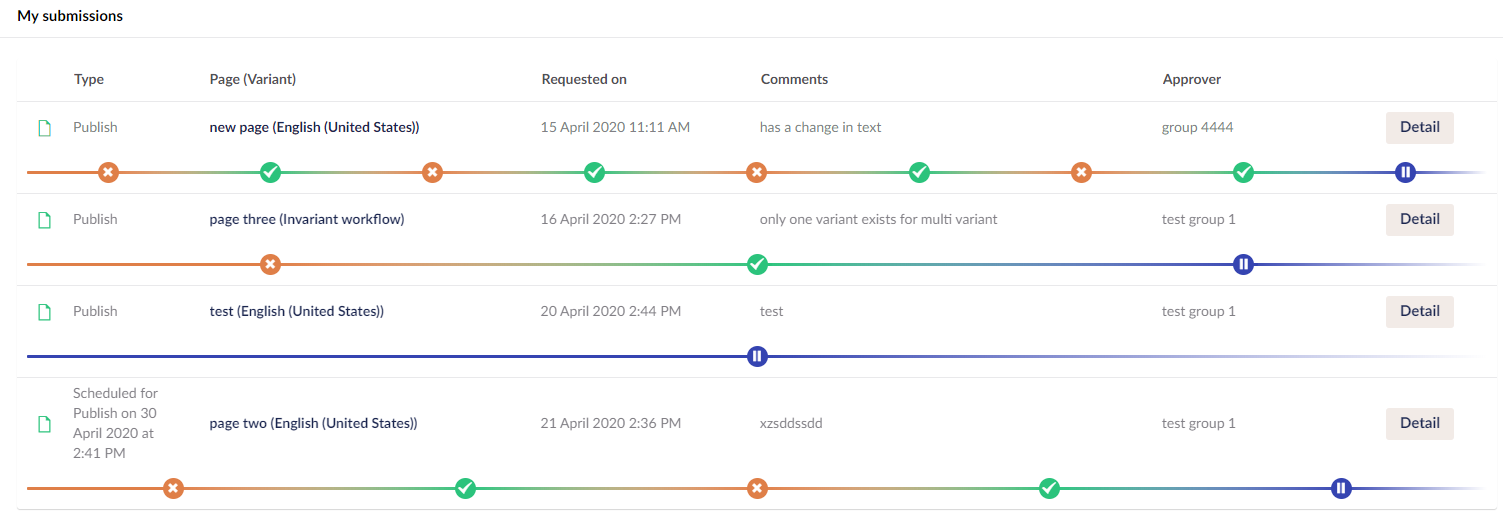 My submissions
Type Page (Variant) Requested on Comments Approver
Publish new page (English (United States)) 15 April 2020 11:11 AM has a change in text group 4444 Detail
Publish page three (Invariant workflow) 16 April 2020 2:27 PM only one variant exists for multi variant test group 1 Detail
Publish test (English (United States)) 20 April 2020 2:44 PM test test group 1 Detail
Scheduled for
Publish on 30
April 2020 at
2:41 PM
page two (English (United States)) 21 April 2020 2:36 PM xzsddssdd test group 1 Detail